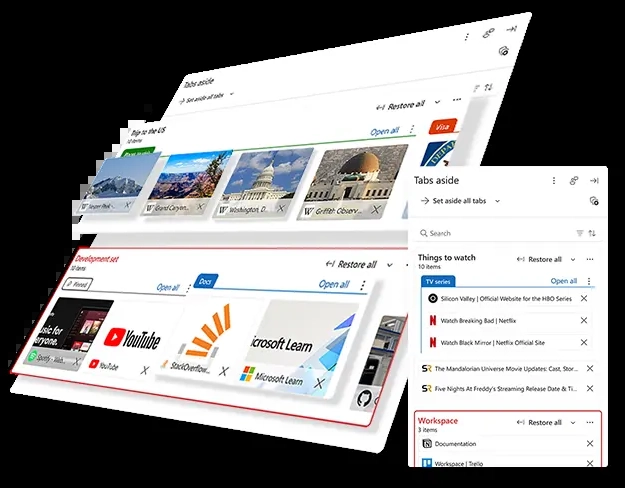 Tabs aside
Set aside all tabs
Restore all
Trip to the US
10 items
Open all
Visa
Grand Canyon...
Washington, D...
Griffith Observ...
Development set
10 items
Restore all
Pinned
Open all
Docs
Open all
music for
everyone.
Spotify - Web...
YouTube
YouTube
StackOverflow...
icrosoft Learn
Microsoft Learn
Tabs aside
Set aside all tabs
Search
Things to watch
10 items
Restore all
TV series
Open all
Silicon Valley | Official Website for the HBO Series
Watch Breaking Bad | Netflix
Watch Black Mirror | Netflix Official Site
The Mandalorian Universe Movie Updates: Cast, Stor...
Five Nights At Freddy's Streaming Release Date & Ti...
Workspace
3 items
Restore all
Documentation
Workspace | Trello